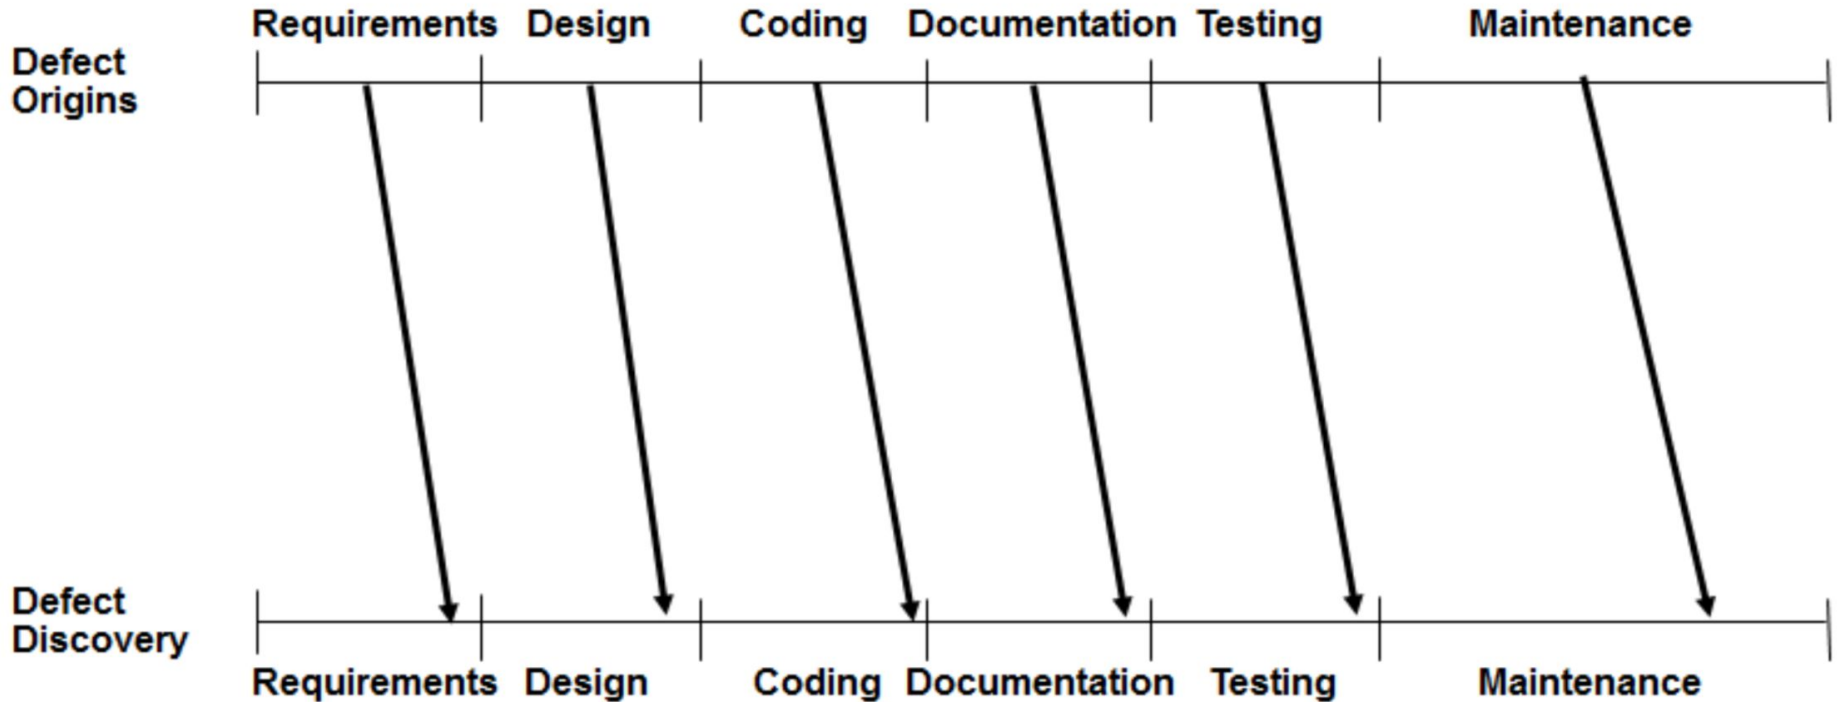 Requirements Design Coding Documentation Testing Maintenance
Defect
Origins
Defect
Discovery
Requirements Design Coding Documentation Testing Maintenance